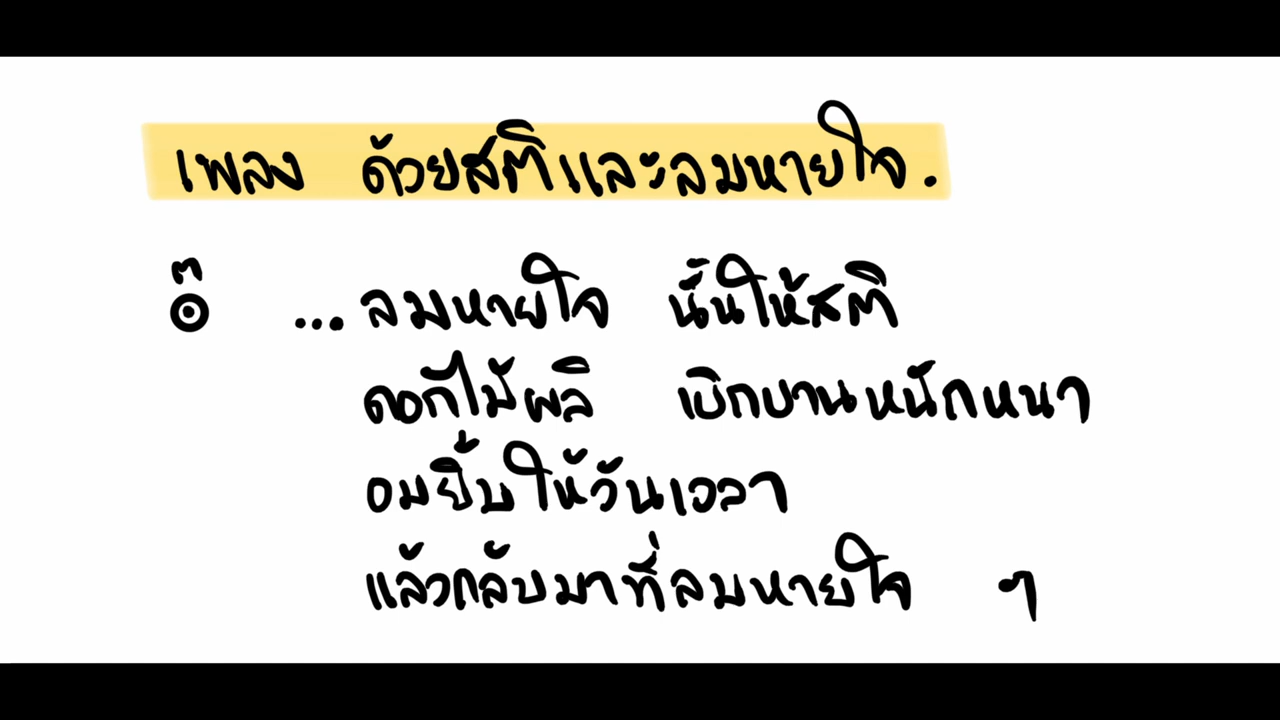 เพลง ด้วยสติและลมหายใจ.
๏๊ ...ลมหายใจ นั้นให้สติ
ดอกไม้ผลิ เบิกบานหนักหนา
อมยิ้มให้วันเวลา
แล้วกลับมาที่ลมหายใจ ๆ